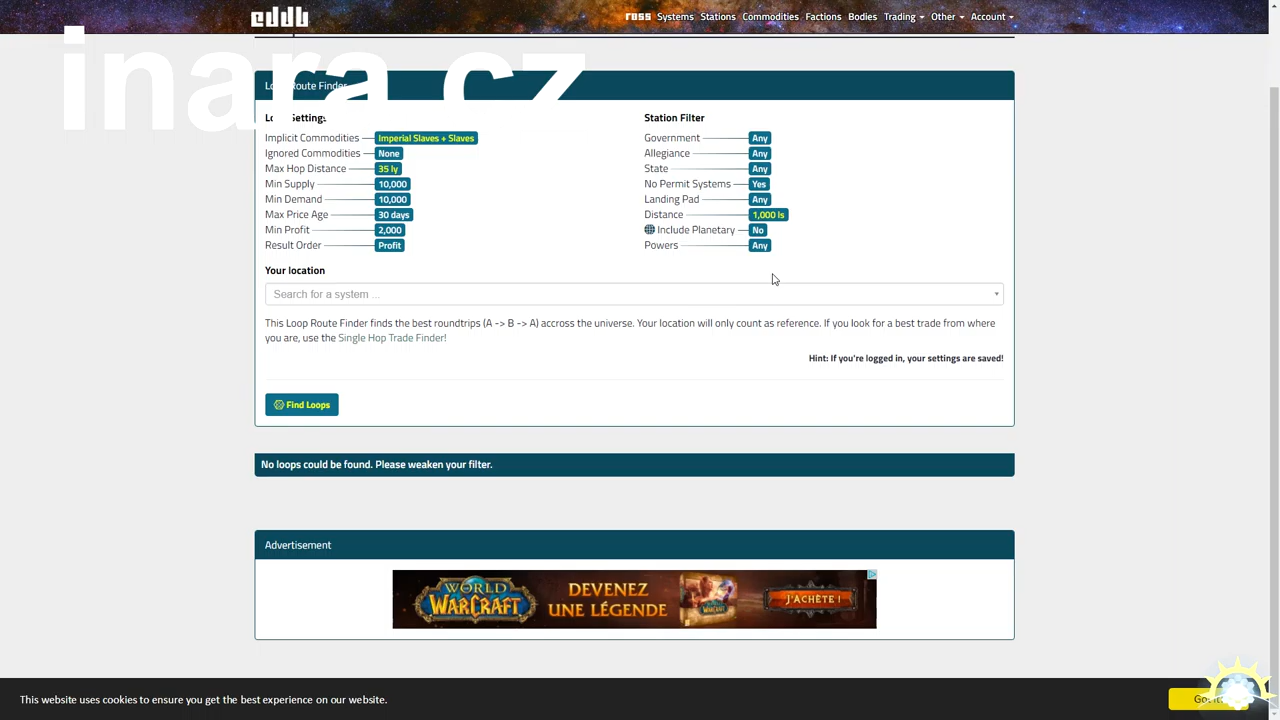 eddb
ross Systems Stations Commodities Factions Bodies Trading Other Account
inara.cz
Loop Route Finder
Loop Settings
Implicit Commodities Imperial Slaves + Slaves
Ignored Commodities None
Max Hop Distance 35 ly
Min Supply 10,000
Min Demand 10,000
Max Price Age 30 days
Min Profit 2,000
Result Order Profit
Station Filter
Government Any
Allegiance Any
State Any
No Permit Systems Yes
Landing Pad Any
Distance 1,000 ls
Include Planetary No
Powers Any
Your location
Search for a system ...
This Loop Route Finder finds the best roundtrips (A -> B -> A) accross the universe. Your location will only count as reference. If you look for a best trade from where
you are, use the Single Hop Trade Finder!
Hint: If you're logged in, your settings are saved!
Find Loops
No loops could be found. Please weaken your filter.
Advertisement
WORLD
WARCRAFT
DEVENEZ
UNE LÉGENDE
WARCRAFT
J'ACHÈTE !
This website uses cookies to ensure you get the best experience on our website.